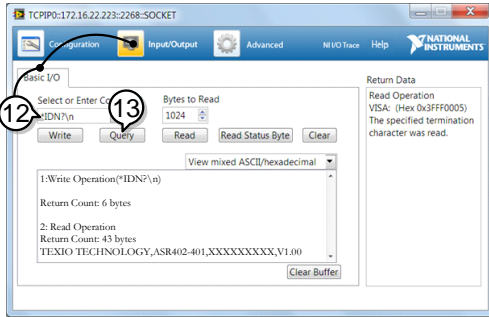 TCPIP0::172.16.22.223::2268::SOCKET
Configuration Input/Output Advanced NI I/O Trace Help NATIONAL INSTRUMENTS
Basic I/O
Return Data
Select or Enter Co
Bytes to Read
12
*IDN?\n
13
1024
Write Query Read Read Status Byte Clear
View mixed ASCII/hexadecimal
Read Operation
VISA: (Hex 0x3FFF0005)
The specified termination
character was read.
1:Write Operation(*IDN?\n)
Return Count: 6 bytes
2: Read Operation
Return Count: 43 bytes
TEXIO TECHNOLOGY,ASR402-401,XXXXXXXXX,V1.00
Clear Buffer